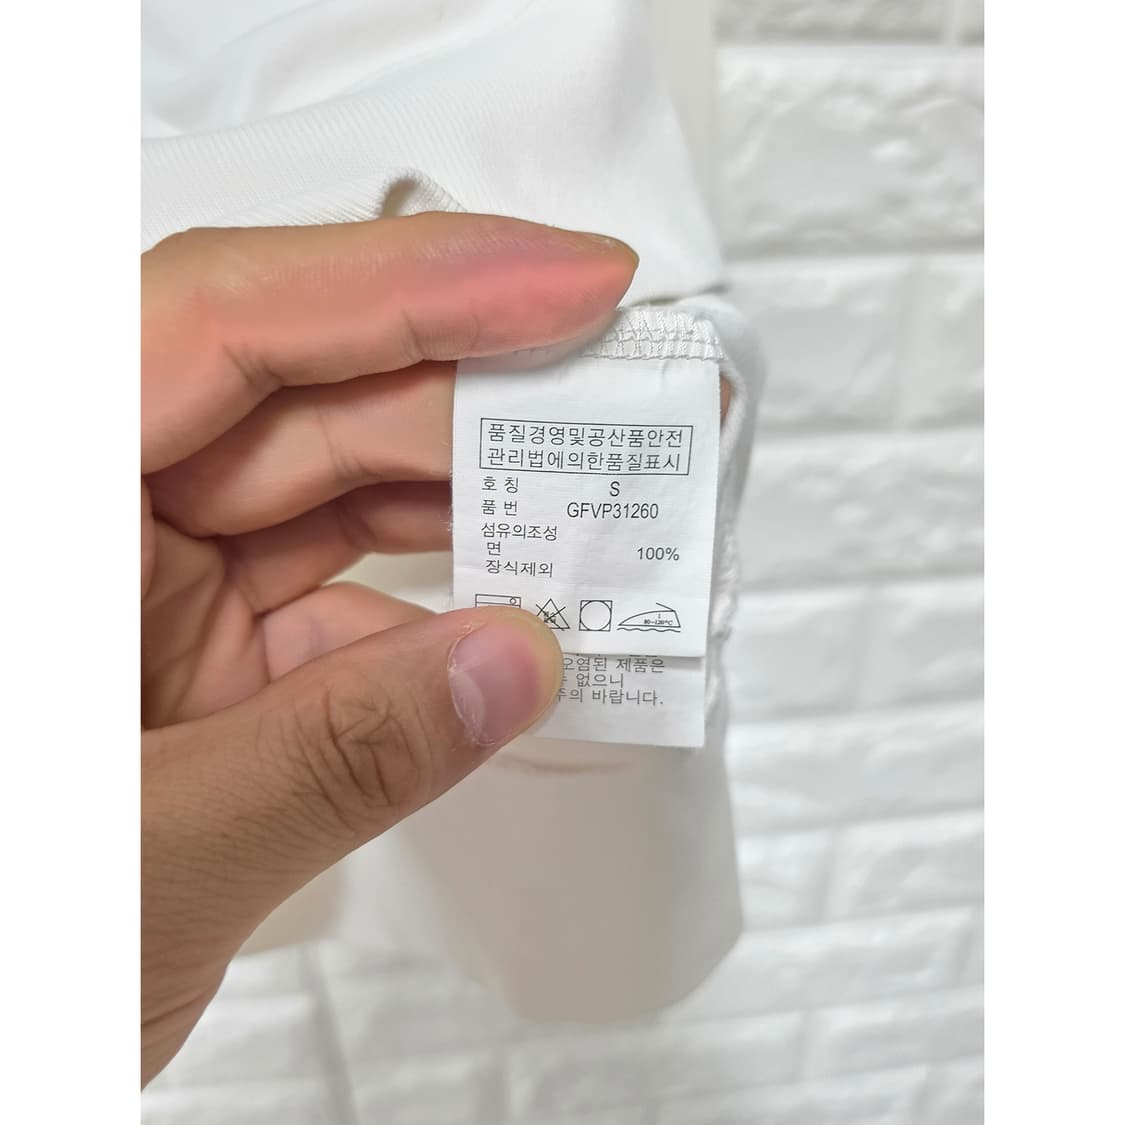 품질경영및공산품안전
관리법에의한품질표시
호 칭 S
품 번 GFVP31260
섬유의조성
면 100%
장식제외
80~120℃
오염된 제품은
없으니
주의 바랍니다.